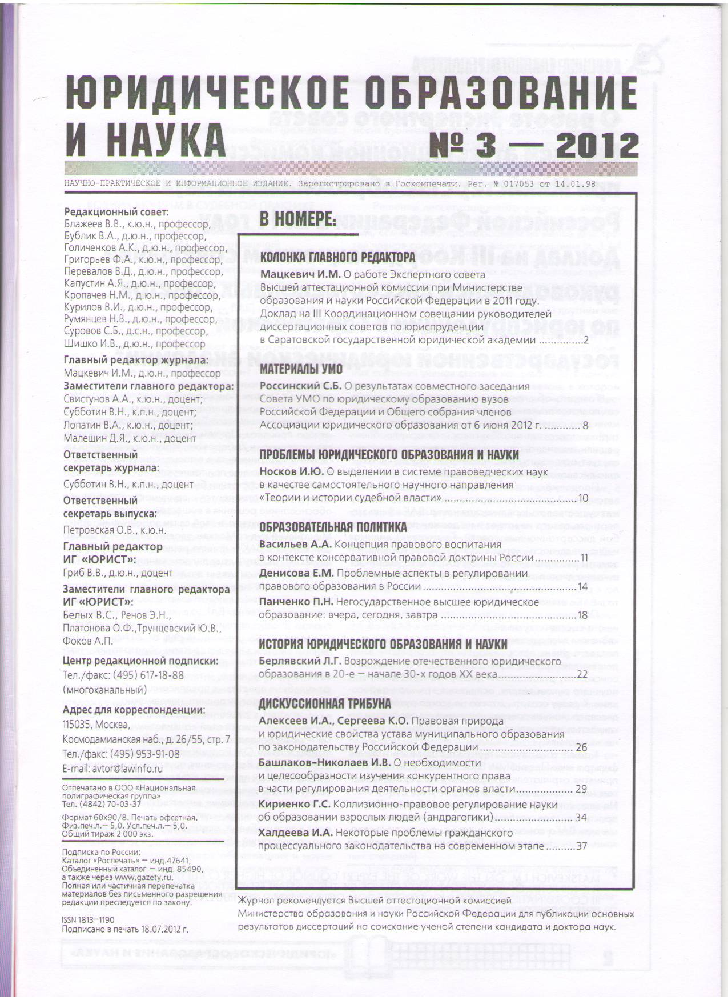 ЮРИДИЧЕСКОЕ ОБРАЗОВАНИЕ
И НАУКА № 3 — 2012
НАУЧНО-ПРАКТИЧЕСКОЕ И ИНФОРМАЦИОННОЕ ИЗДАНИЕ. Зарегистрировано в Госкомпечати. Рег. № 017053 от 14.01.98
Редакционный совет:
Блажеев В.В., к.ю.н., профессор,
Бублик В.А., д.ю.н., профессор,
Голиченков А.К., д.ю.н., профессор,
Григорьев Ф.А., к.ю.н., профессор,
Перевалов В.Д., д.ю.н., профессор,
Капустин А.Я., д.ю.н., профессор,
Кропачев Н.М., д.ю.н., профессор,
Курилов В.И., д.ю.н., профессор,
Румянцев Н.В., д.ю.н., профессор,
Суровов С.Б., д.с.н., профессор,
Шишко И.В., д.ю.н., профессор
Главный редактор журнала:
Мацкевич И.М., д.ю.н., профессор
Заместители главного редактора:
Свистунов А.А., к.ю.н., доцент;
Субботин В.Н., к.п.н., доцент;
Лопатин В.А., к.ю.н., доцент;
Малешин Д.Я., к.ю.н., доцент
Ответственный
секретарь журнала:
Субботин В.Н., к.п.н., доцент
Ответственный
секретарь выпуска:
Петровская О.В., к.ю.н.
Главный редактор
ИГ «ЮРИСТ»:
Гриб В.В., д.ю.н., доцент
Заместители главного редактора
ИГ «ЮРИСТ»:
Белых В.С., Ренов Э.Н.,
Платонова О.Ф.,Трунцевский Ю.В.,
Фоков А.П.
Центр редакционной подписки:
Тел./факс: (495) 617-18-88
(многоканальный)
Адрес для корреспонденции:
115035, Москва,
Космодамианская наб., д. 26/55, стр. 7
Тел./факс: (495) 953-91-08
E-mail: avtor@lawinfo.ru
Отпечатано в ООО «Национальная
полиграфическая группа»
Тел. (4842) 70-03-37
Формат 60x90/8. Печать офсетная.
Физ.печ.л.— 5,0. Усл.печ.л.— 5,0.
Общий тираж 2 000 экз.
Подписка по России:
Каталог «Роспечать» — инд.47641,
Объединенный каталог — инд. 85490,
а также через www.gazety.ru.
Полная или частичная перепечатка
материалов без письменного разрешения
редакции преследуется по закону.
ISSN 1813–1190
Подписано в печать 18.07.2012 г.
В НОМЕРЕ:
КОЛОНКА ГЛАВНОГО РЕДАКТОРА
Мацкевич И.М. О работе Экспертного совета
Высшей аттестационной комиссии при Министерстве
образования и науки Российской Федерации в 2011 году.
Доклад на III Координационном совещании руководителей
диссертационных советов по юриспруденции
в Саратовской государственной юридической академии ..............2
МАТЕРИАЛЫ УМО
Россинский С.Б. О результатах совместного заседания
Совета УМО по юридическому образованию вузов
Российской Федерации и Общего собрания членов
Ассоциации юридического образования от 6 июня 2012 г. ............ 8
ПРОБЛЕМЫ ЮРИДИЧЕСКОГО ОБРАЗОВАНИЯ И НАУКИ
Носков И.Ю. О выделении в системе правоведческих наук
в качестве самостоятельного научного направления
«Теории и истории судебной власти» ....................................10
ОБРАЗОВАТЕЛЬНАЯ ПОЛИТИКА
Васильев А.А. Концепция правового воспитания
в контексте консервативной правовой доктрины России ........... 11
Денисова Е.М. Проблемные аспекты в регулировании
правового образования в России..........................................14
Панченко П.Н. Негосударственное высшее юридическое
образование: вчера, сегодня, завтра .....................................18
ИСТОРИЯ ЮРИДИЧЕСКОГО ОБРАЗОВАНИЯ И НАУКИ
Берлявский Л.Г. Возрождение отечественного юридического
образования в 20-е — начале 30-х годов XX века.....................22
ДИСКУССИОННАЯ ТРИБУНА
Алексеев И.А., Сергеева К.О. Правовая природа
и юридические свойства устава муниципального образования
по законодательству Российской Федерации .......................... 26
Башлаков–Николаев И.В. О необходимости
и целесообразности изучения конкурентного права
в части регулирования деятельности органов власти................ 29
Кириенко Г.С. Коллизионно-правовое регулирование науки
об образовании взрослых людей (андрагогики)...................... 34
Халдеева И.А. Некоторые проблемы гражданского
процессуального законодательства на современном этапе..........37
Журнал рекомендуется Высшей аттестационной комиссией
Министерства образования и науки Российской Федерации для публикации основных
результатов диссертаций на соискание ученой степени кандидата и доктора наук.